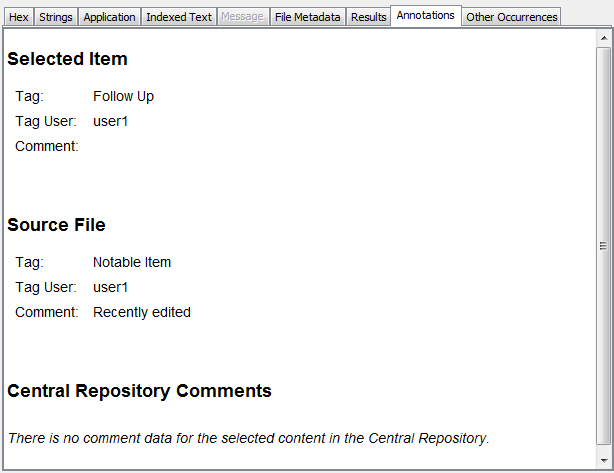 Hex Strings Application Indexed Text Message File Metadata Results Annotations Other Occurrences
Selected Item
Tag: Follow Up
Tag User: user1
Comment:
Source File
Tag: Notable Item
Tag User: user1
Comment: Recently edited
Central Repository Comments
There is no comment data for the selected content in the Central Repository.